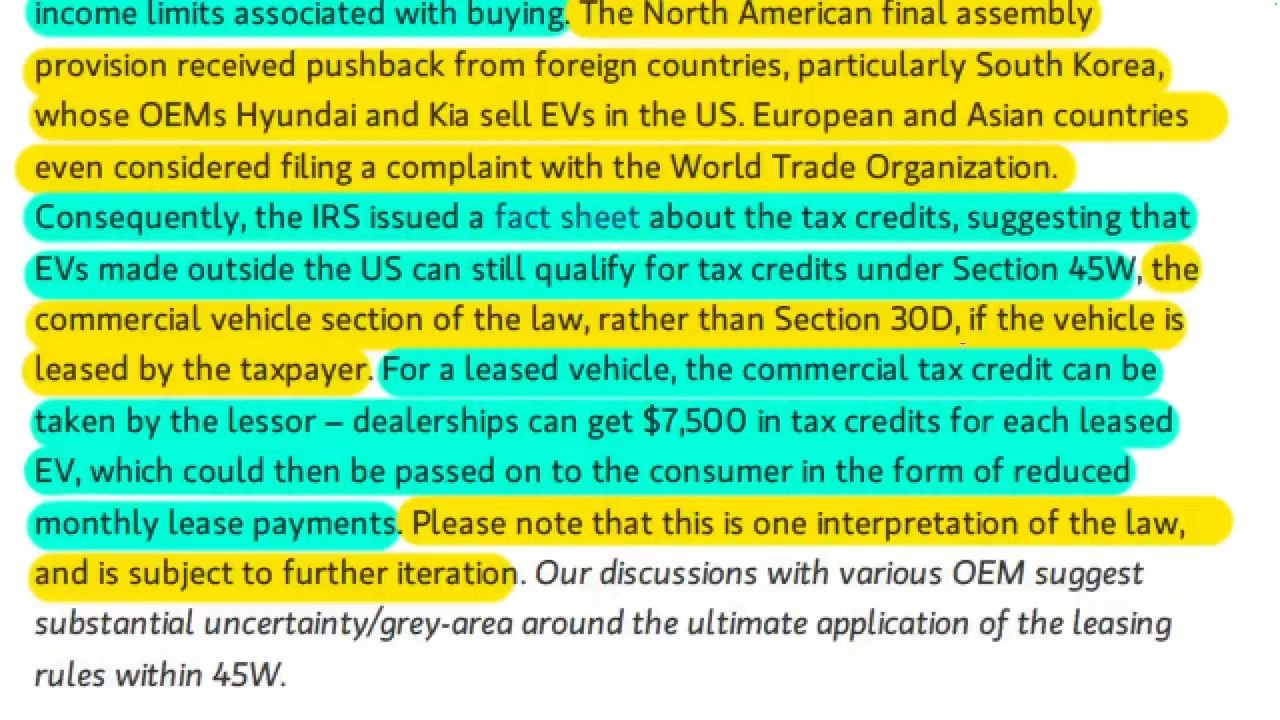 income limits associated with buying. The North American final assembly
provision received pushback from foreign countries, particularly South Korea,
whose OEMs Hyundai and Kia sell EVs in the US. European and Asian countries
even considered filing a complaint with the World Trade Organization.
Consequently, the IRS issued a fact sheet about the tax credits, suggesting that
EVs made outside the US can still qualify for tax credits under Section 45W, the
commercial vehicle section of the law, rather than Section 30D, if the vehicle is
leased by the taxpayer. For a leased vehicle, the commercial tax credit can be
taken by the lessor – dealerships can get $7,500 in tax credits for each leased
EV, which could then be passed on to the consumer in the form of reduced
monthly lease payments. Please note that this is one interpretation of the law,
and is subject to further iteration. Our discussions with various OEM suggest
substantial uncertainty/grey-area around the ultimate application of the leasing
rules within 45W.